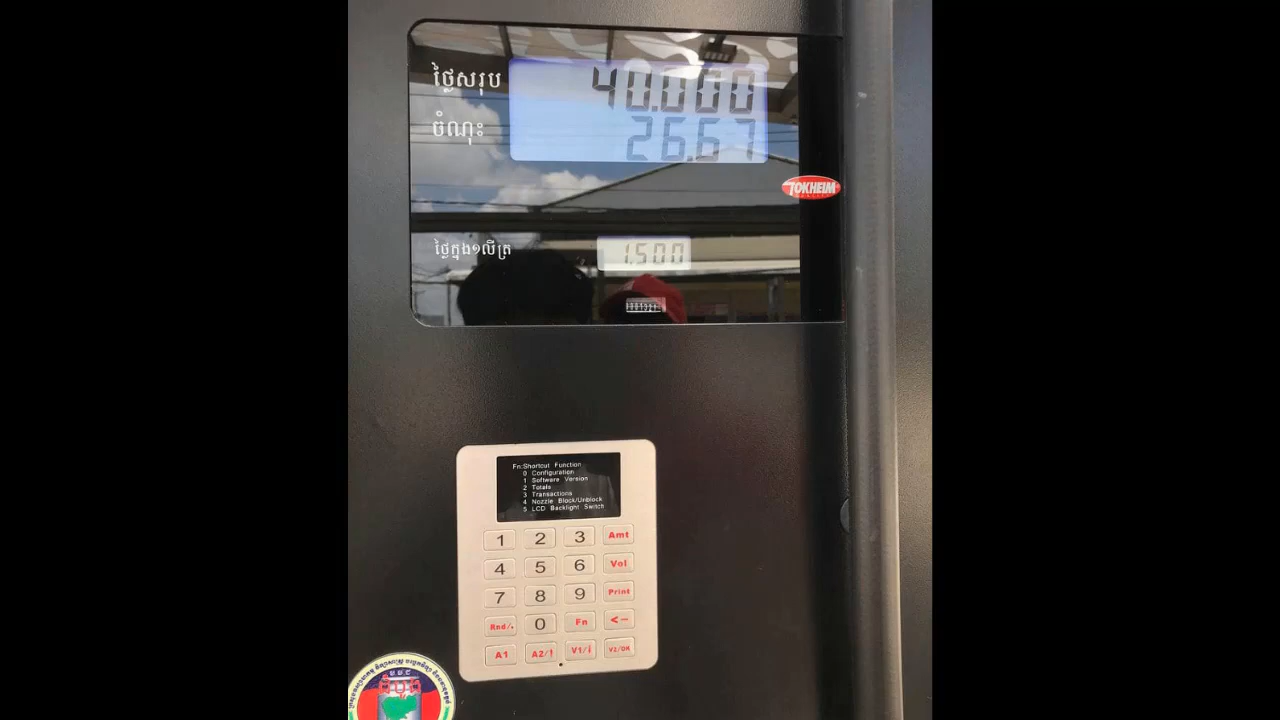 ថ្លៃសរុប 40.000
ចំណុះ 26.67
TOKHEIM
ថ្លៃក្នុង១លីត្រ 1.500
Fn:Shortcut Function
0 Configuration
1 Software Version
2 Totals
3 Transactions
4 Nozzle Block/Unblock
5 LCD Backlight Switch
1 2 3 Amt
4 5 6 Vol
7 8 9 Print
Rnd/. 0 Fn <-
A1 A2/ V1/ V2/OK